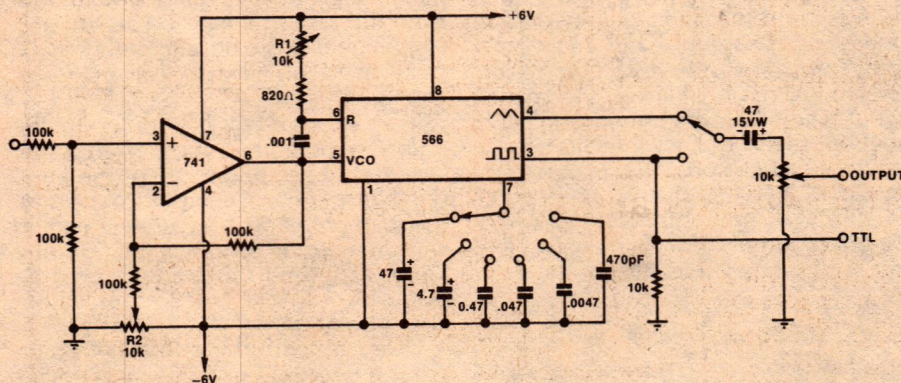 +6V
R1
10k
820Ω
100k
3
+
7
741
6
2
−
4
100k
100k
100k
R2
10k
−6V
.001
6
R
5
VCO
8
566
4
3
1
7
47
+
−
4.7
+
−
0.47
.047
.0047
470pF
47
15VW
−
+
10k
OUTPUT
TTL
10k